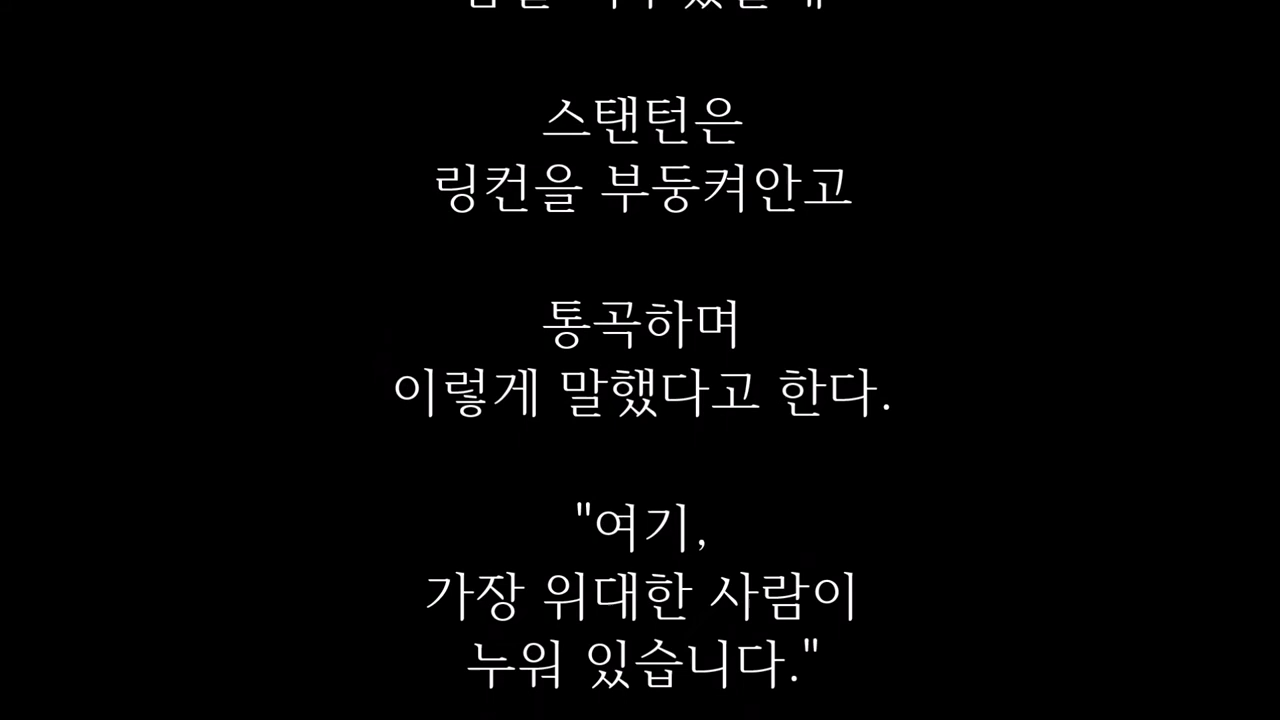 스탠턴은
링컨을 부둥켜안고
통곡하며
이렇게 말했다고 한다.
"여기,
가장 위대한 사람이
누워 있습니다."